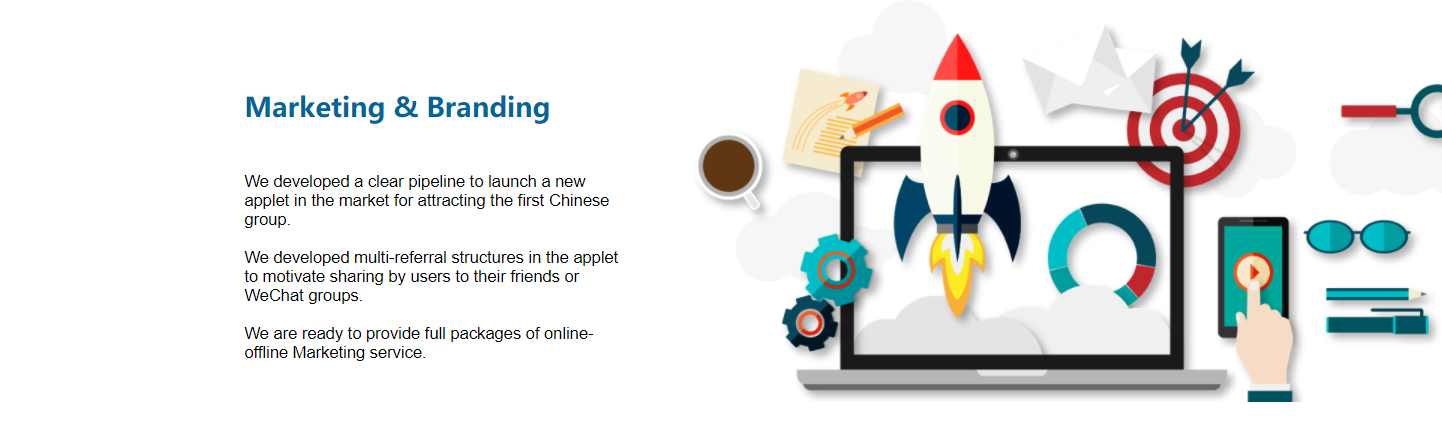 Marketing & Branding
We developed a clear pipeline to launch a new
applet in the market for attracting the first Chinese
group.
We developed multi-referral structures in the applet
to motivate sharing by users to their friends or
WeChat groups.
We are ready to provide full packages of online-
offline Marketing service.